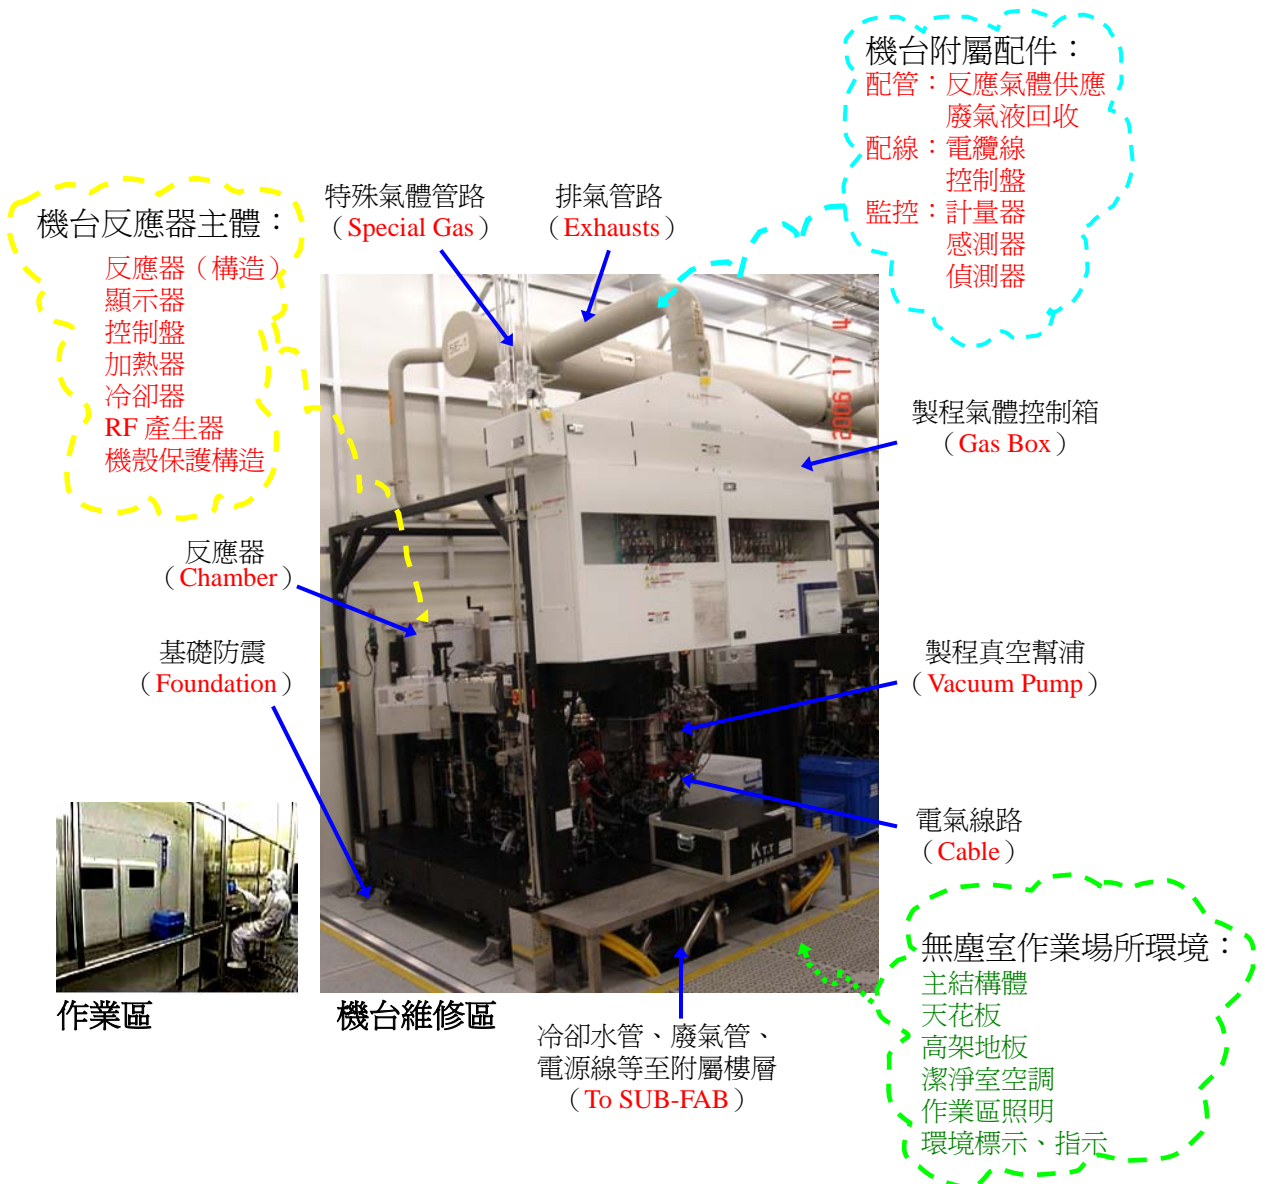 機台附屬配件：
配管：反應氣體供應
廢氣液回收
配線：電纜線
控制盤
監控：計量器
感測器
偵測器
特殊氣體管路
（Special Gas）
排氣管路
（Exhausts）
機台反應器主體：
反應器（構造）
顯示器
控制盤
加熱器
冷卻器
RF 產生器
機殼保護構造
製程氣體控制箱
（Gas Box）
反應器
（Chamber）
基礎防震
（Foundation）
製程真空幫浦
（Vacuum Pump）
電氣線路
（Cable）
SE-1
2006 11 4
K T.T
無塵室作業場所環境：
主結構體
天花板
高架地板
潔淨室空調
作業區照明
環境標示、指示
作業區
機台維修區
冷卻水管、廢氣管、
電源線等至附屬樓層
（To SUB-FAB）